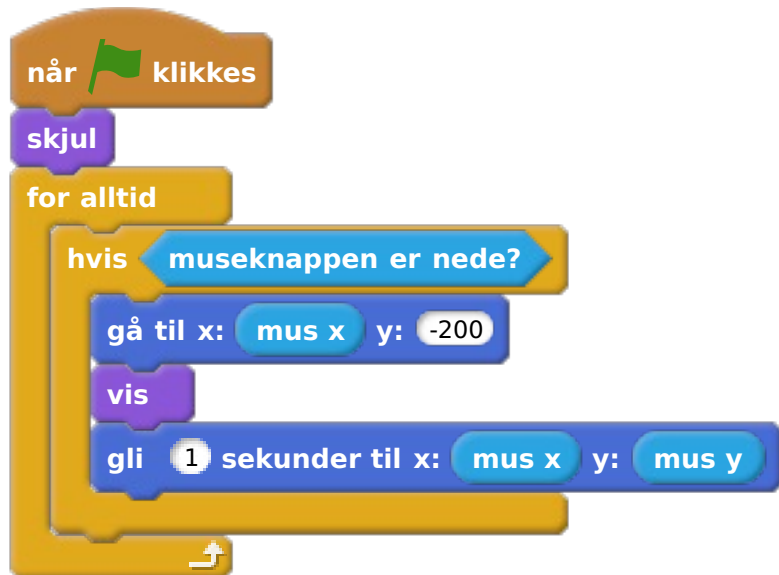 når klikkes
skjul
for alltid
hvis museknappen er nede?
gå til x: mus x y: -200
vis
gli 1 sekunder til x: mus x y: mus y